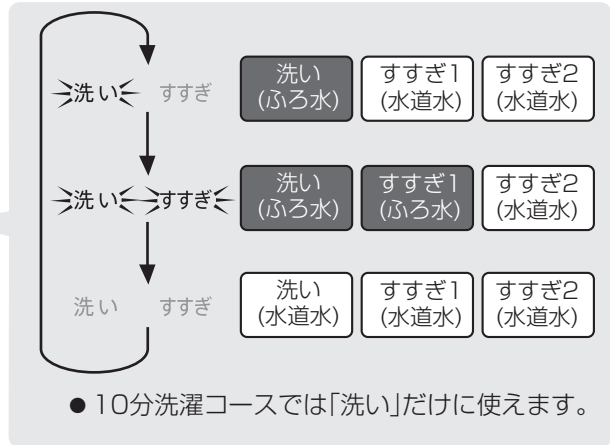 洗い すすぎ 洗い すすぎ1 すすぎ2
(ふろ水) (水道水) (水道水)
洗い すすぎ 洗い すすぎ1 すすぎ2
(ふろ水) (ふろ水) (水道水)
洗い すすぎ 洗い すすぎ1 すすぎ2
(水道水) (水道水) (水道水)
●10分洗濯コースでは「洗い」だけに使えます。